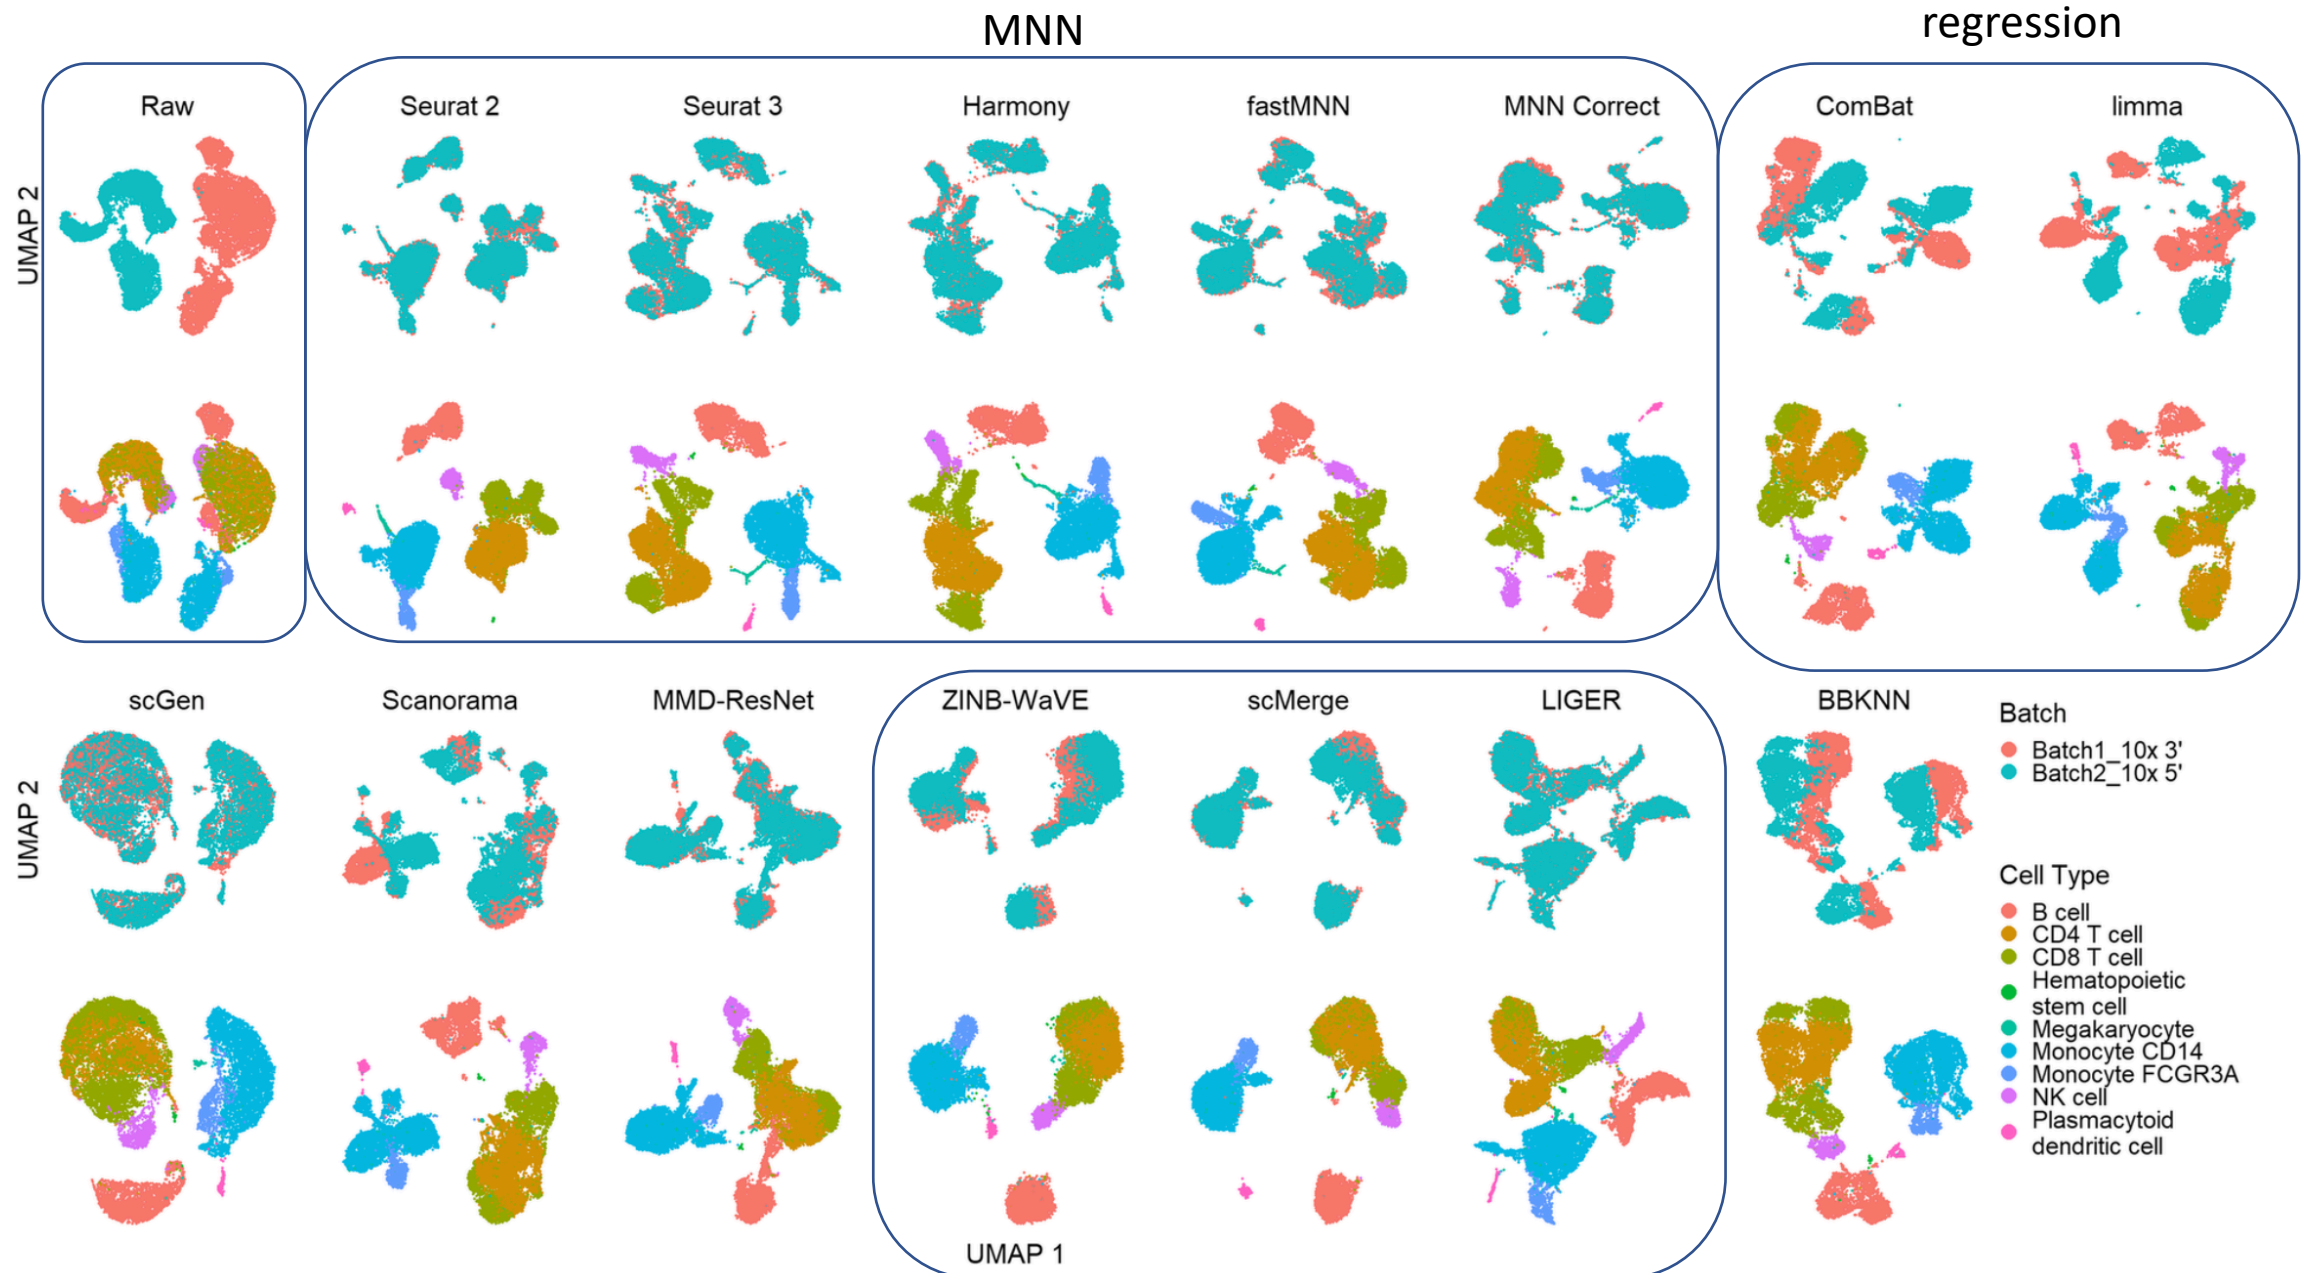 MNN
regression
Raw
Seurat 2
Seurat 3
Harmony
fastMNN
MNN Correct
ComBat
limma
UMAP 2
scGen
Scanorama
MMD-ResNet
ZINB-WaVE
scMerge
LIGER
BBKNN
UMAP 2
UMAP 1
Batch
Batch1_10x 3'
Batch2_10x 5'
Cell Type
B cell
CD4 T cell
CD8 T cell
Hematopoietic
stem cell
Megakaryocyte
Monocyte CD14
Monocyte FCGR3A
NK cell
Plasmacytoid
dendritic cell